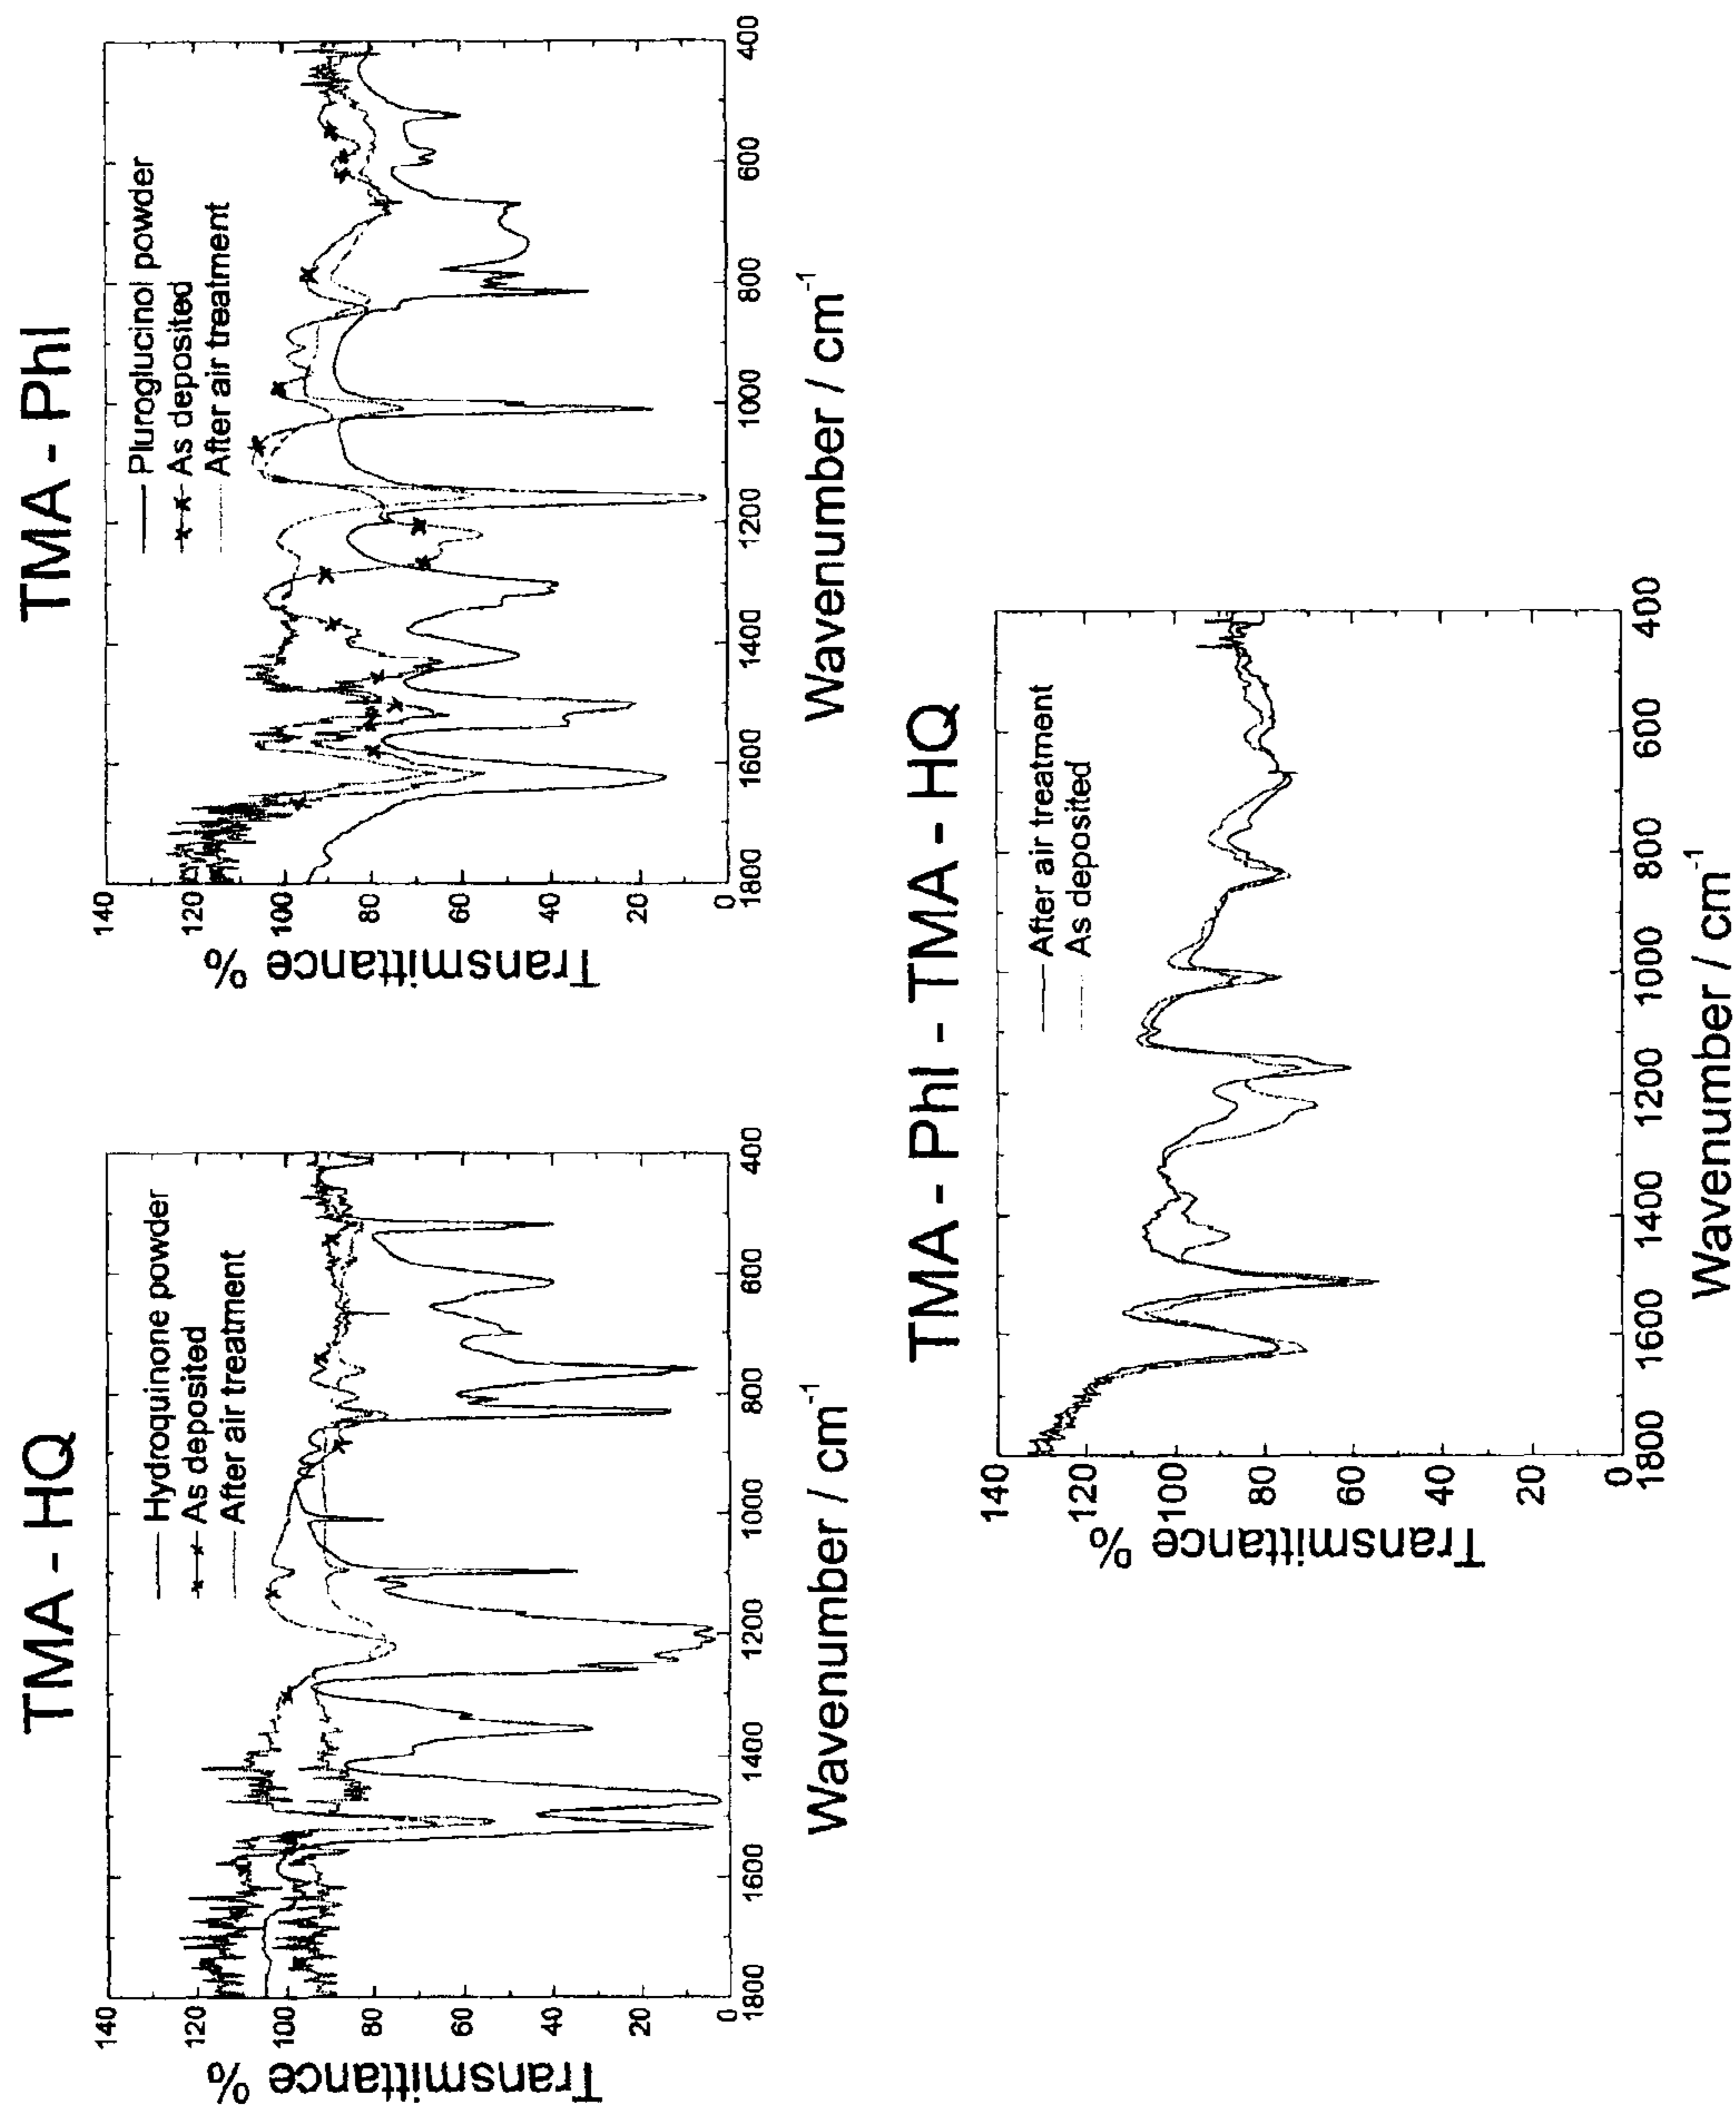 TMA - HQ
Hydroquinone powder
As deposited
After air treatment
Transmittance %
140
120
100
80
60
40
20
0
1800
1600
1400
1200
1000
800
600
400
Wavenumber / cm-1
TMA - Phl
Pluroglucinol powder
As deposited
After air treatment
Transmittance %
140
120
100
80
60
40
20
0
1800
1600
1400
1200
1000
800
600
400
Wavenumber / cm-1
TMA - Phl - TMA - HQ
After air treatment
As deposited
Transmittance %
140
120
100
80
60
40
20
0
1800
1600
1400
1200
1000
800
600
400
Wavenumber / cm-1